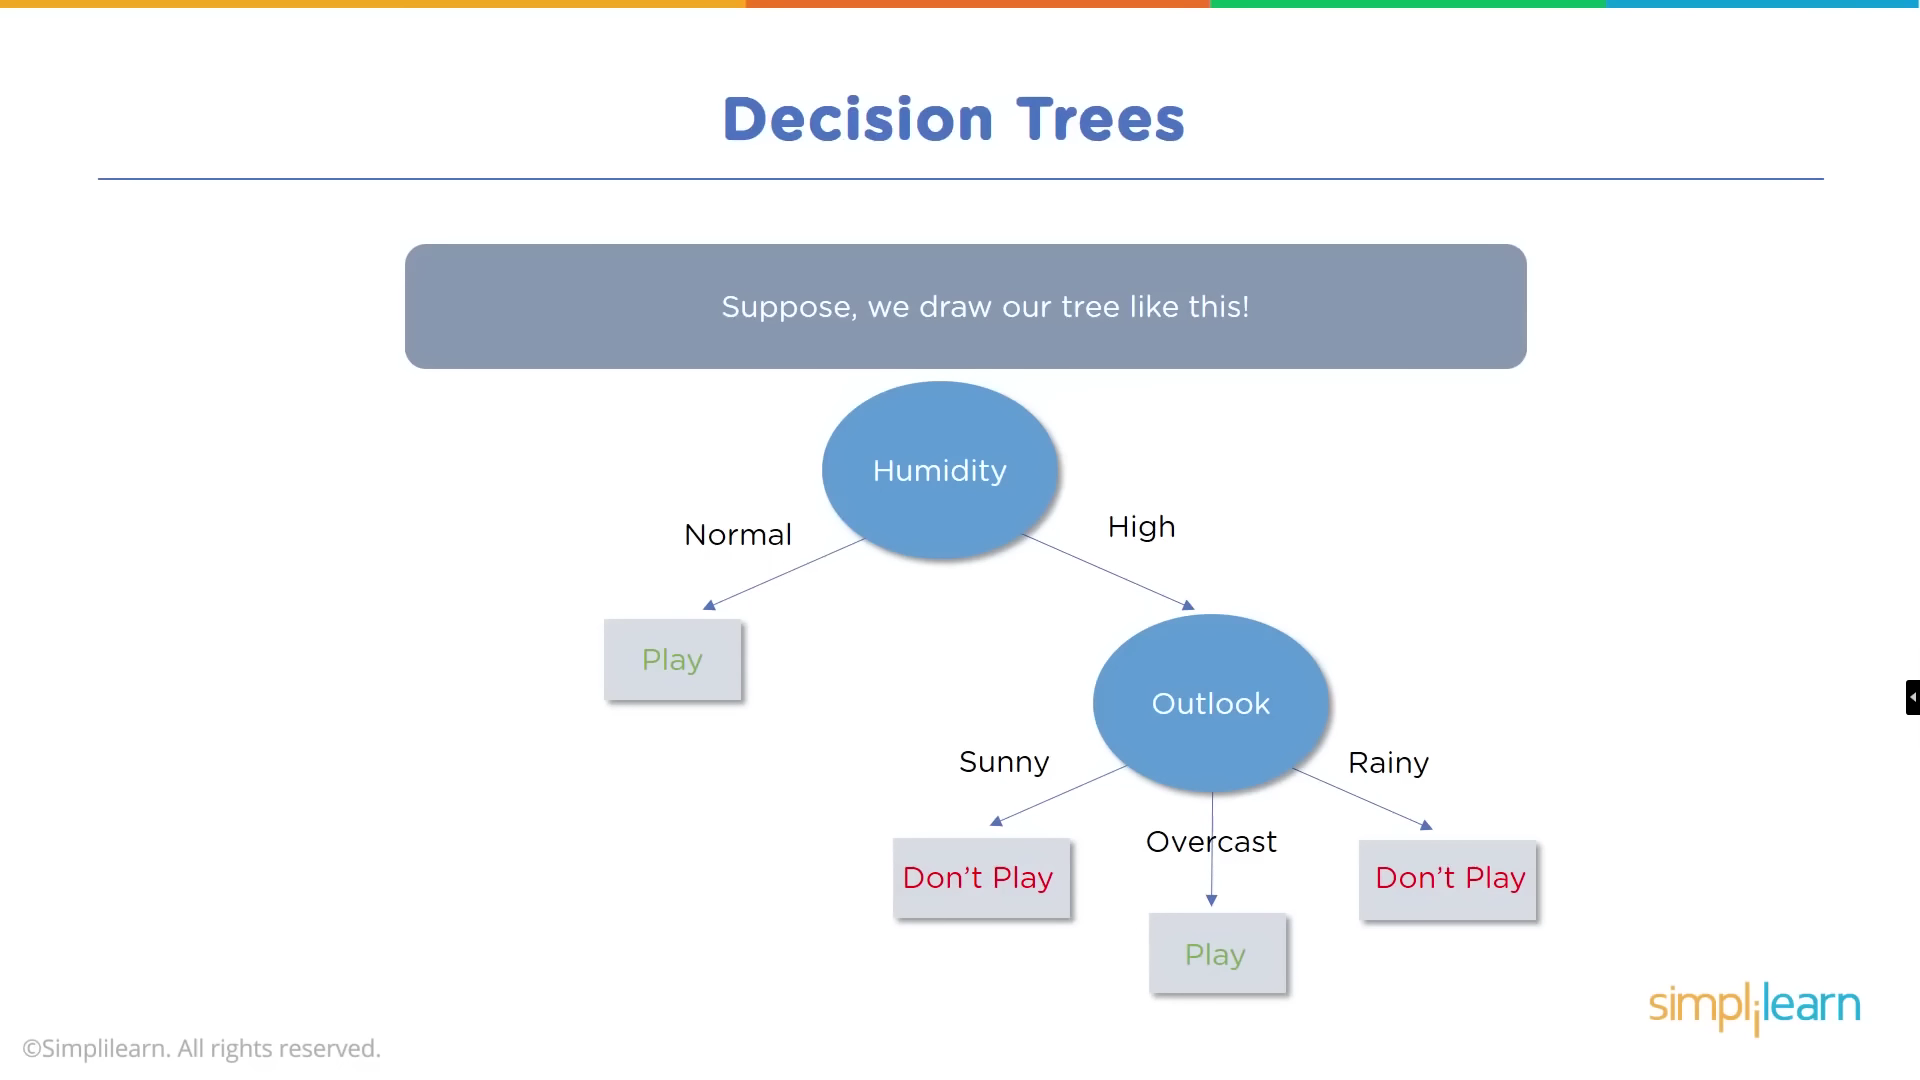 Decision Trees
Suppose, we draw our tree like this!
Humidity
Normal
High
Play
Outlook
Sunny
Rainy
Overcast
Don't Play
Don't Play
Play
simplilearn
©Simplilearn. All rights reserved.